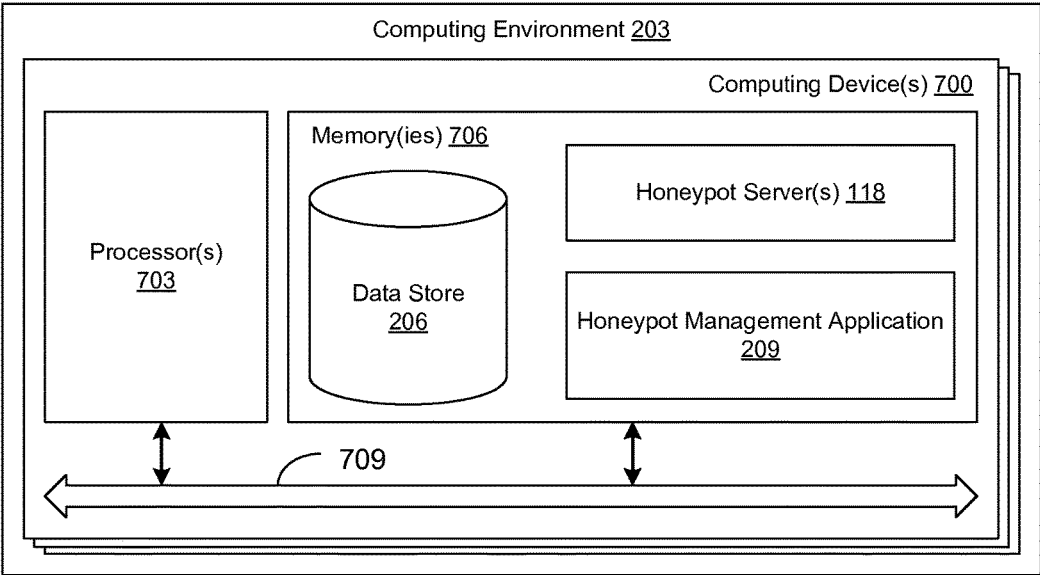 Computing Environment 203
Computing Device(s) 700
Memory(ies) 706
Honeypot Server(s) 118
Processor(s)
703
Data Store
206
Honeypot Management Application
209
709